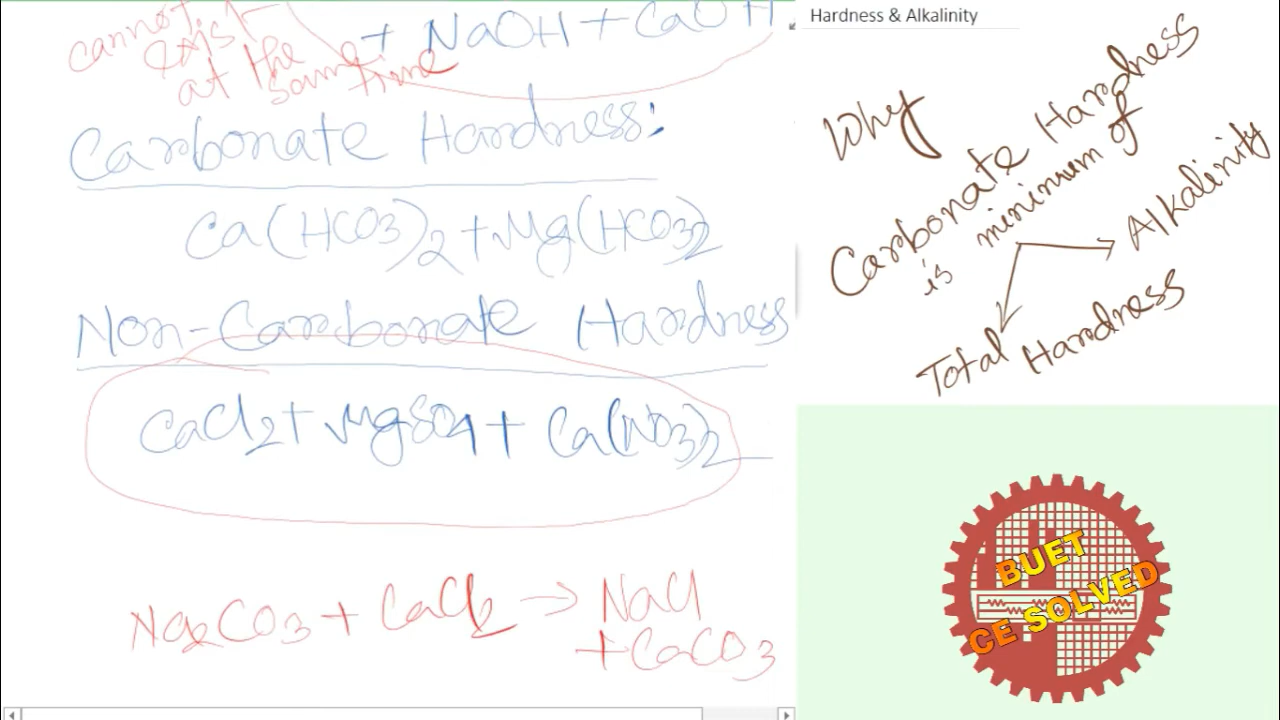 cannot
exist
at the
same time
+ NaOH + CaOH
Carbonate Hardness:
Ca(HCO3)2 + Mg(HCO3)2
Non-Carbonate Hardness
CaCl2 + MgSO4 + Ca(NO3)2
Na2CO3 + CaCl2 → NaCl
+ CaCO3
Hardness & Alkalinity
Why
Carbonate Hardness
is minimum of
Alkalinity
Total Hardness
BUET
CE SOLVED